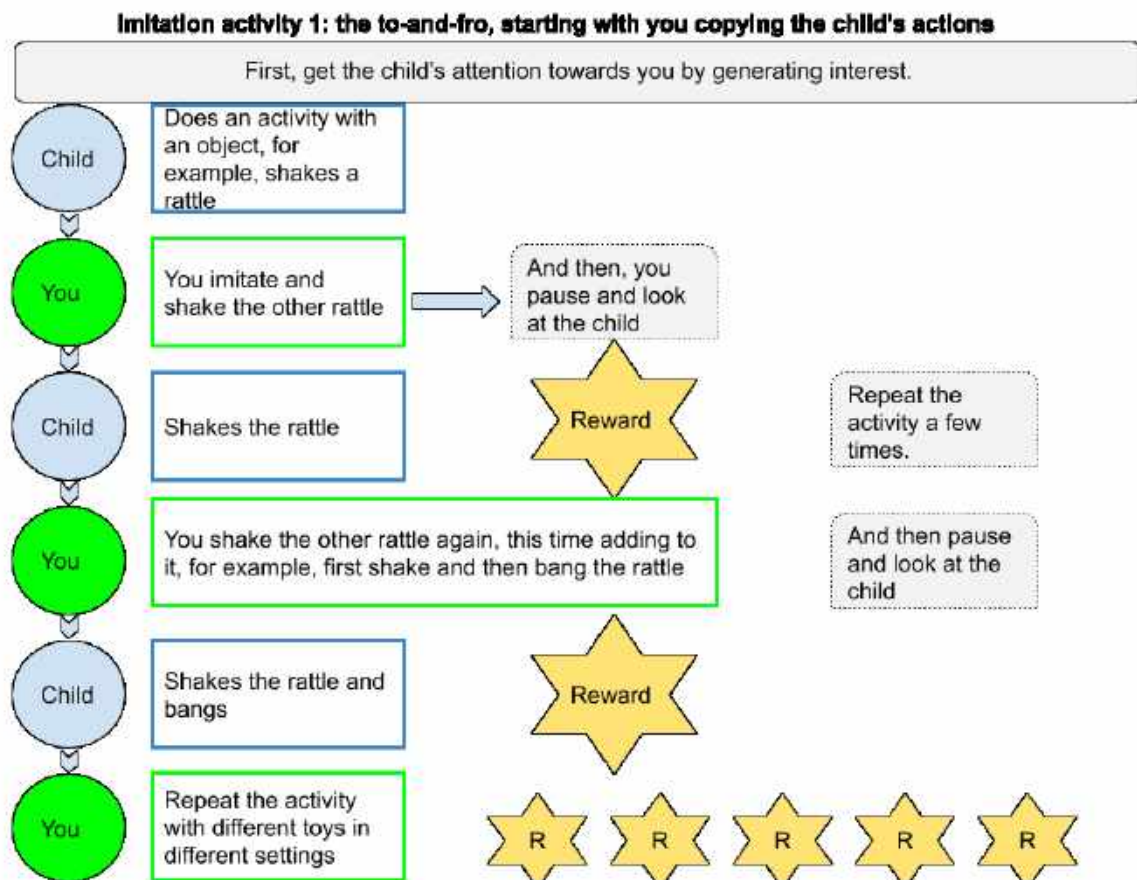 Imitation activity 1: the to-and-fro, starting with you copying the child's actions
First, get the child's attention towards you by generating interest.
Child
Does an activity with
an object, for
example, shakes a
rattle
You
You imitate and
shake the other rattle
And then, you
pause and look
at the child
Child
Shakes the rattle
Reward
Repeat the
activity a few
times.
You
You shake the other rattle again, this time adding to
it, for example, first shake and then bang the rattle
And then pause
and look at the
child
Child
Shakes the rattle and
bangs
Reward
You
Repeat the activity
with different toys in
different settings
R
R
R
R
R